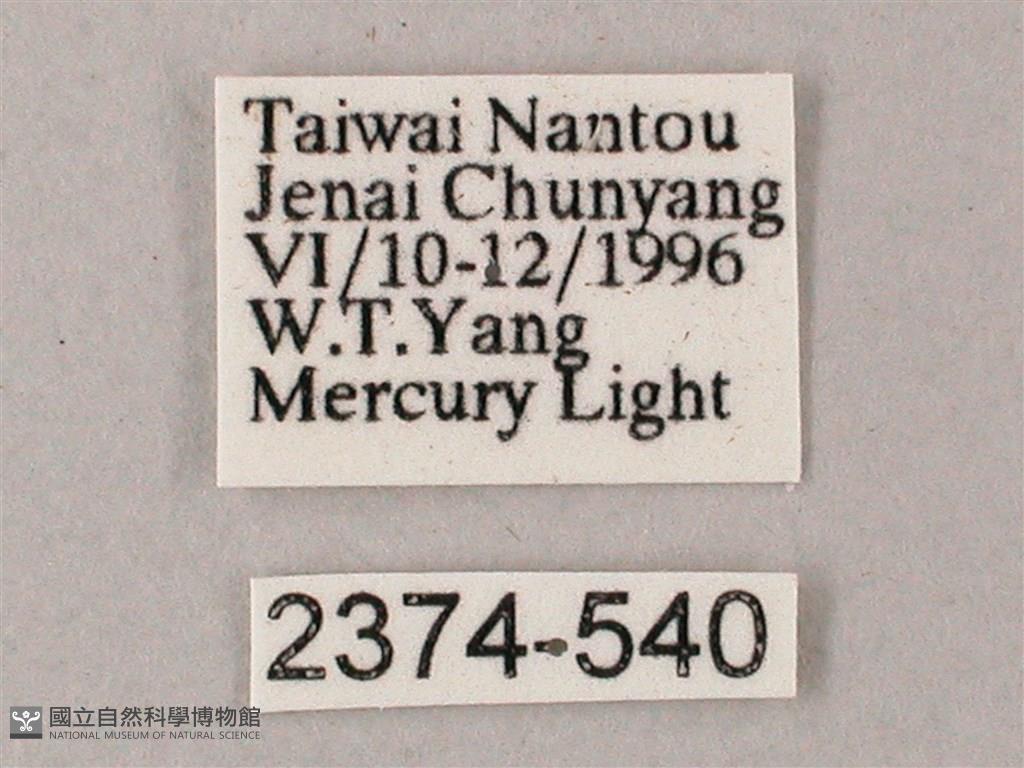 Taiwai Nantou
Jenai Chunyang
VI/10-12/1996
W.T.Yang
Mercury Light
2374-540
國立自然科學博物館
NATIONAL MUSEUM OF NATURAL SCIENCE